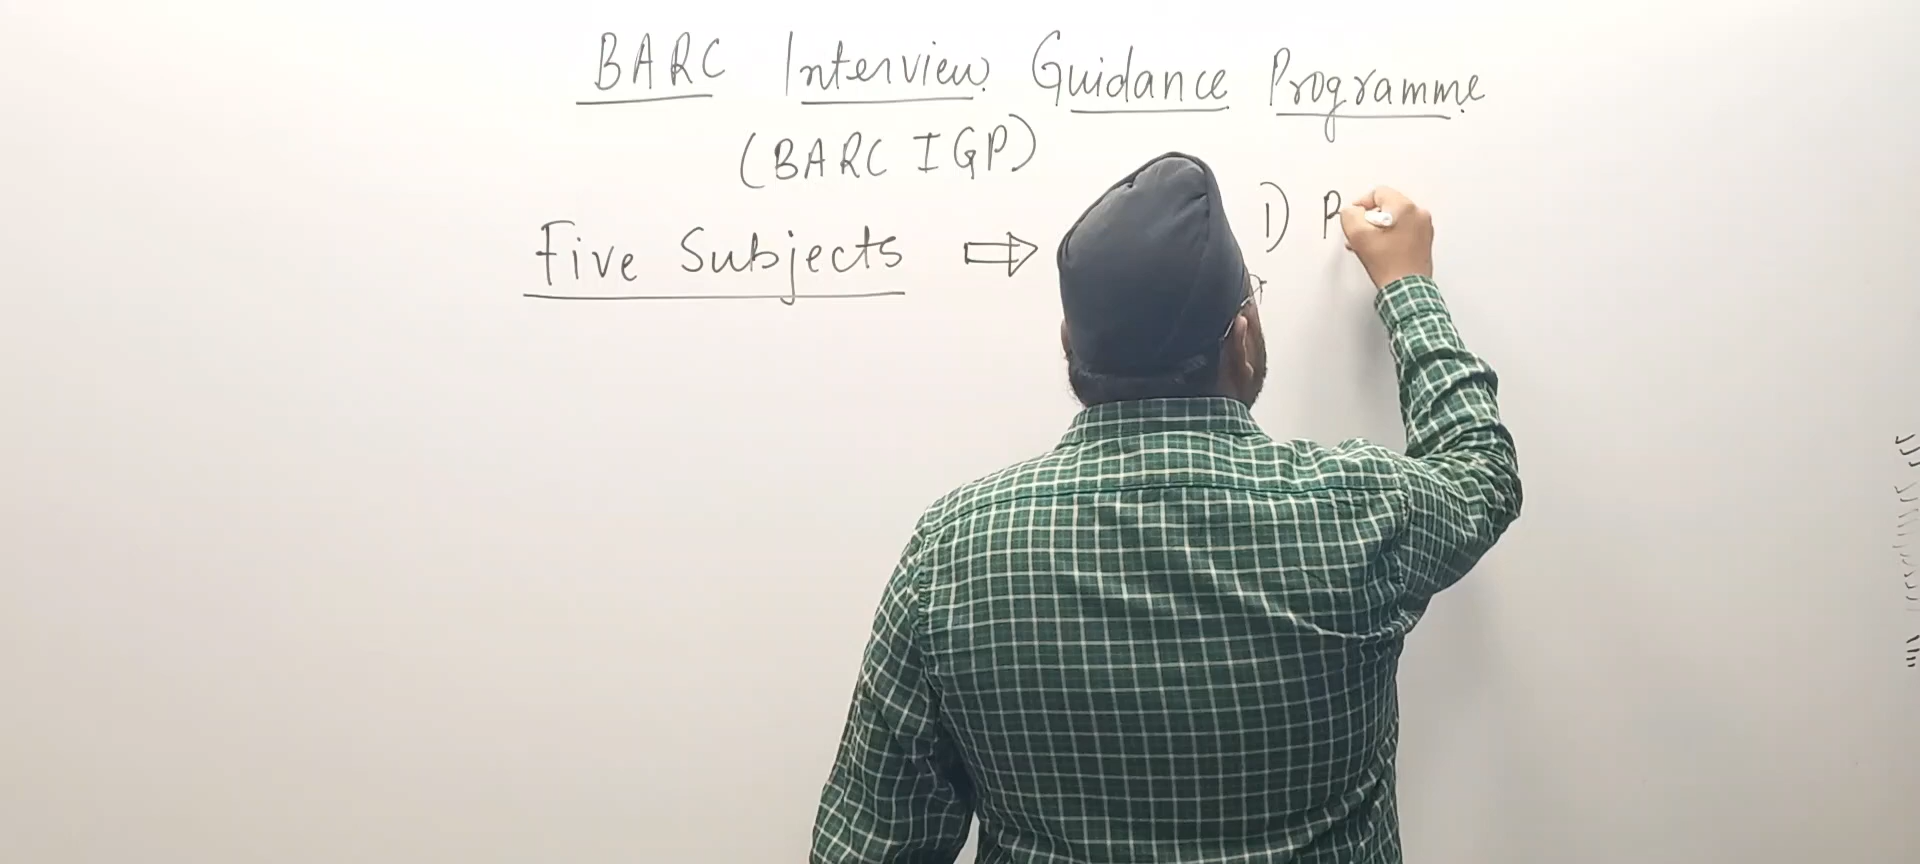 BARC Interview Guidance Programme
(BARC IGP)
Five Subjects ⇨ 1) P